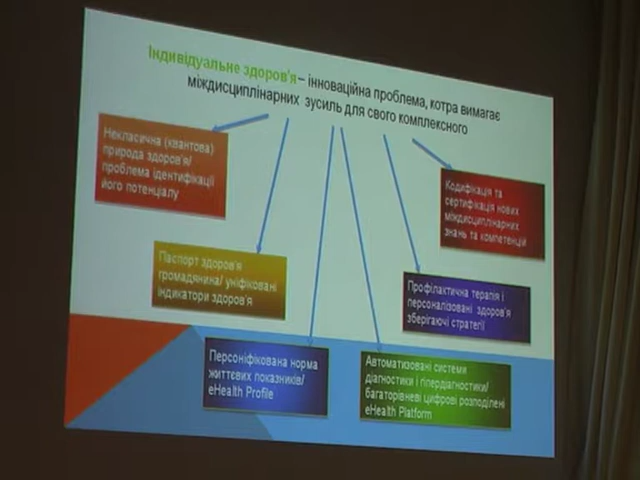 Індивідуальне здоров'я – інноваційна проблема, котра вимагає
міждисциплінарних зусиль для свого комплексного
Некласична (квантова)
природа здоров'я/
проблема ідентифікації
його потенціалу
Кодифікація та
сертифікація нових
міждисциплінарних
знань та компетенцій
Паспорт здоров'я
громадянина/ уніфіковані
індикатори здоров'я
Профілактична терапія і
персоналізовані здоров'я
зберігаючі стратегії
Персоніфікована норма
життєвих показників/
eHealth Profile
Автоматизовані системи
діагностики і гіпердіагностики/
багаторівневі цифрові розподілені
eHealth Platform